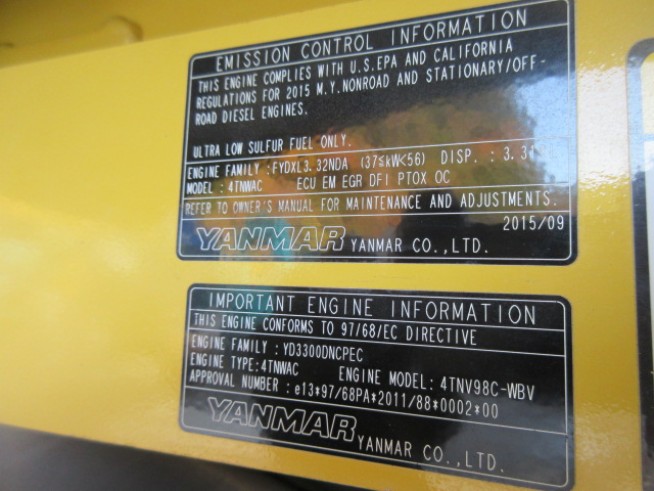 EMISSION CONTROL INFORMATION
THIS ENGINE COMPLIES WITH U.S.EPA AND CALIFORNIA
REGULATIONS FOR 2015 M.Y.NONROAD AND STATIONARY/OFF-
ROAD DIESEL ENGINES.
ULTRA LOW SULFUR FUEL ONLY.
ENGINE FAMILY :FYDXL3.32NDA (37≦kW<56) DISP. :
MODEL : 4TNWAC ECU EM EGR DFI PTOX OC
REFER TO OWNER'S MANUAL FOR MAINTENANCE AND ADJUSTMENTS.
2015/09
YANMAR YANMAR CO.,LTD.
IMPORTANT ENGINE INFORMATION
THIS ENGINE CONFORMS TO 97/68/EC DIRECTIVE
ENGINE FAMILY : YD3300DNCPEC
ENGINE TYPE:4TNWAC ENGINE MODEL: 4TNV98C-WBV
APPROVAL NUMBER : e13*97/68PA*2011/88*0002*00
YANMAR YANMAR CO.,LTD.